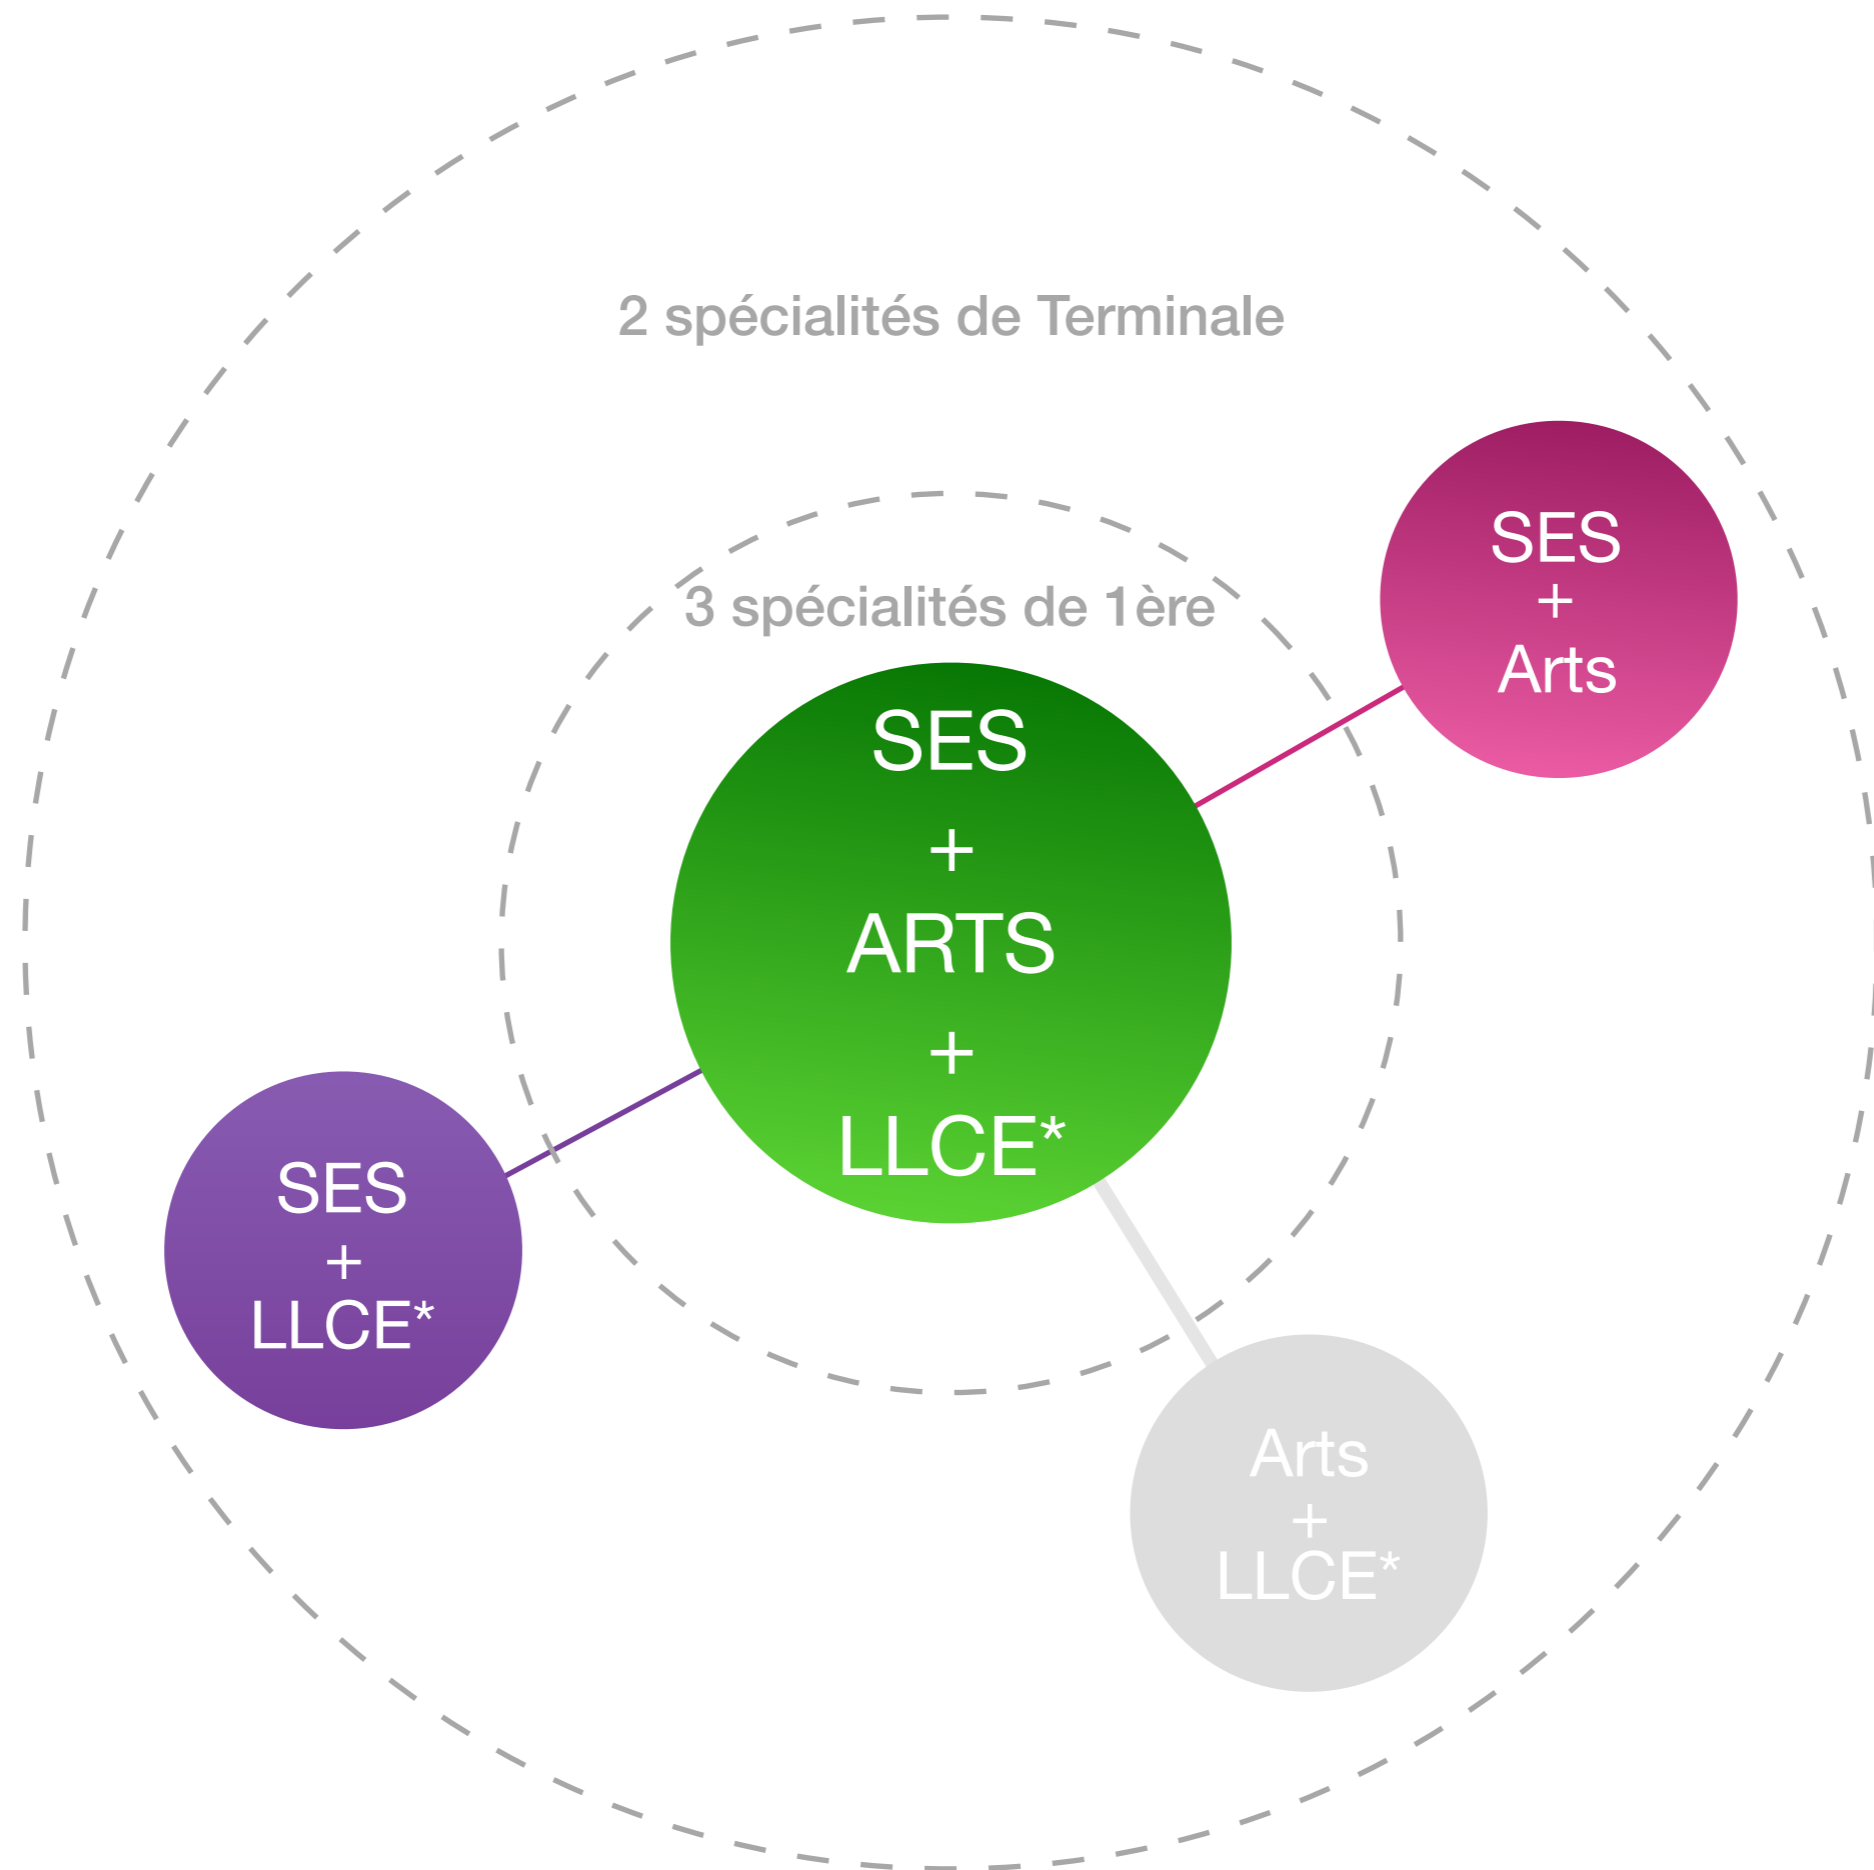 2 spécialités de Terminale
SES
+
Arts
3 spécialités de 1ère
SES
+
ARTS
+
LLCE*
SES
+
LLCE*
Arts
+
LLCE*